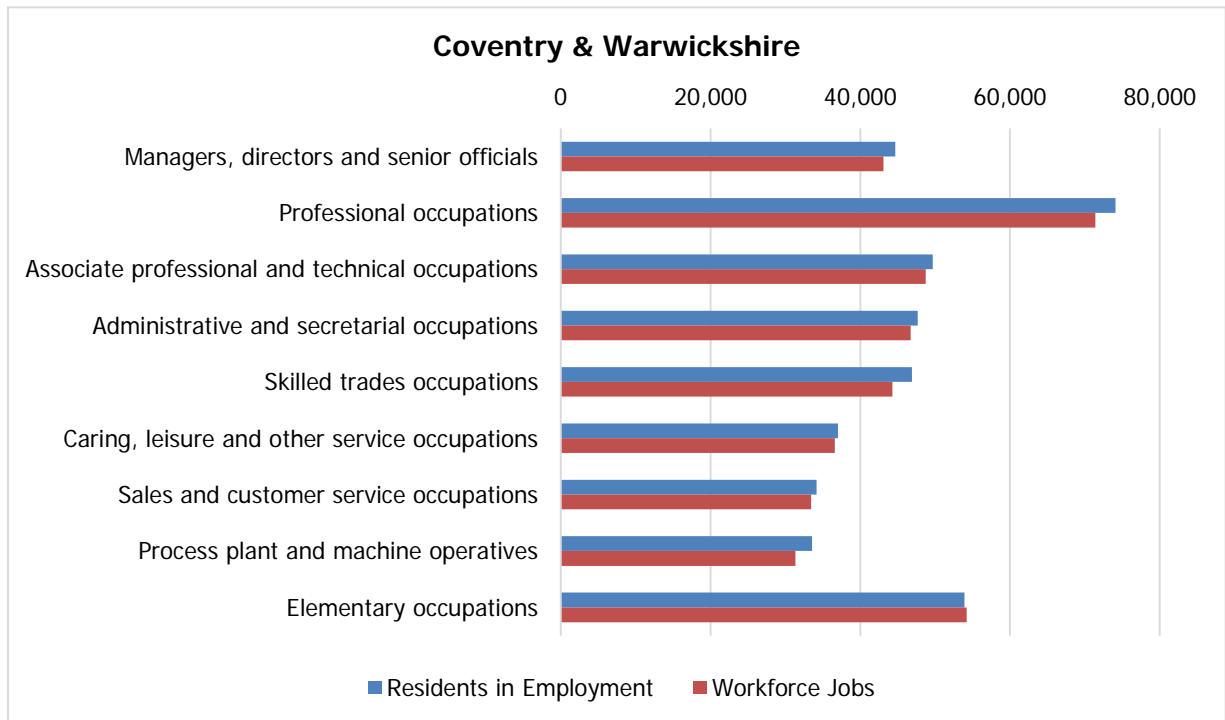 Coventry & Warwickshire
0 20,000 40,000 60,000 80,000
Managers, directors and senior officials
Professional occupations
Associate professional and technical occupations
Administrative and secretarial occupations
Skilled trades occupations
Caring, leisure and other service occupations
Sales and customer service occupations
Process plant and machine operatives
Elementary occupations
Residents in Employment Workforce Jobs